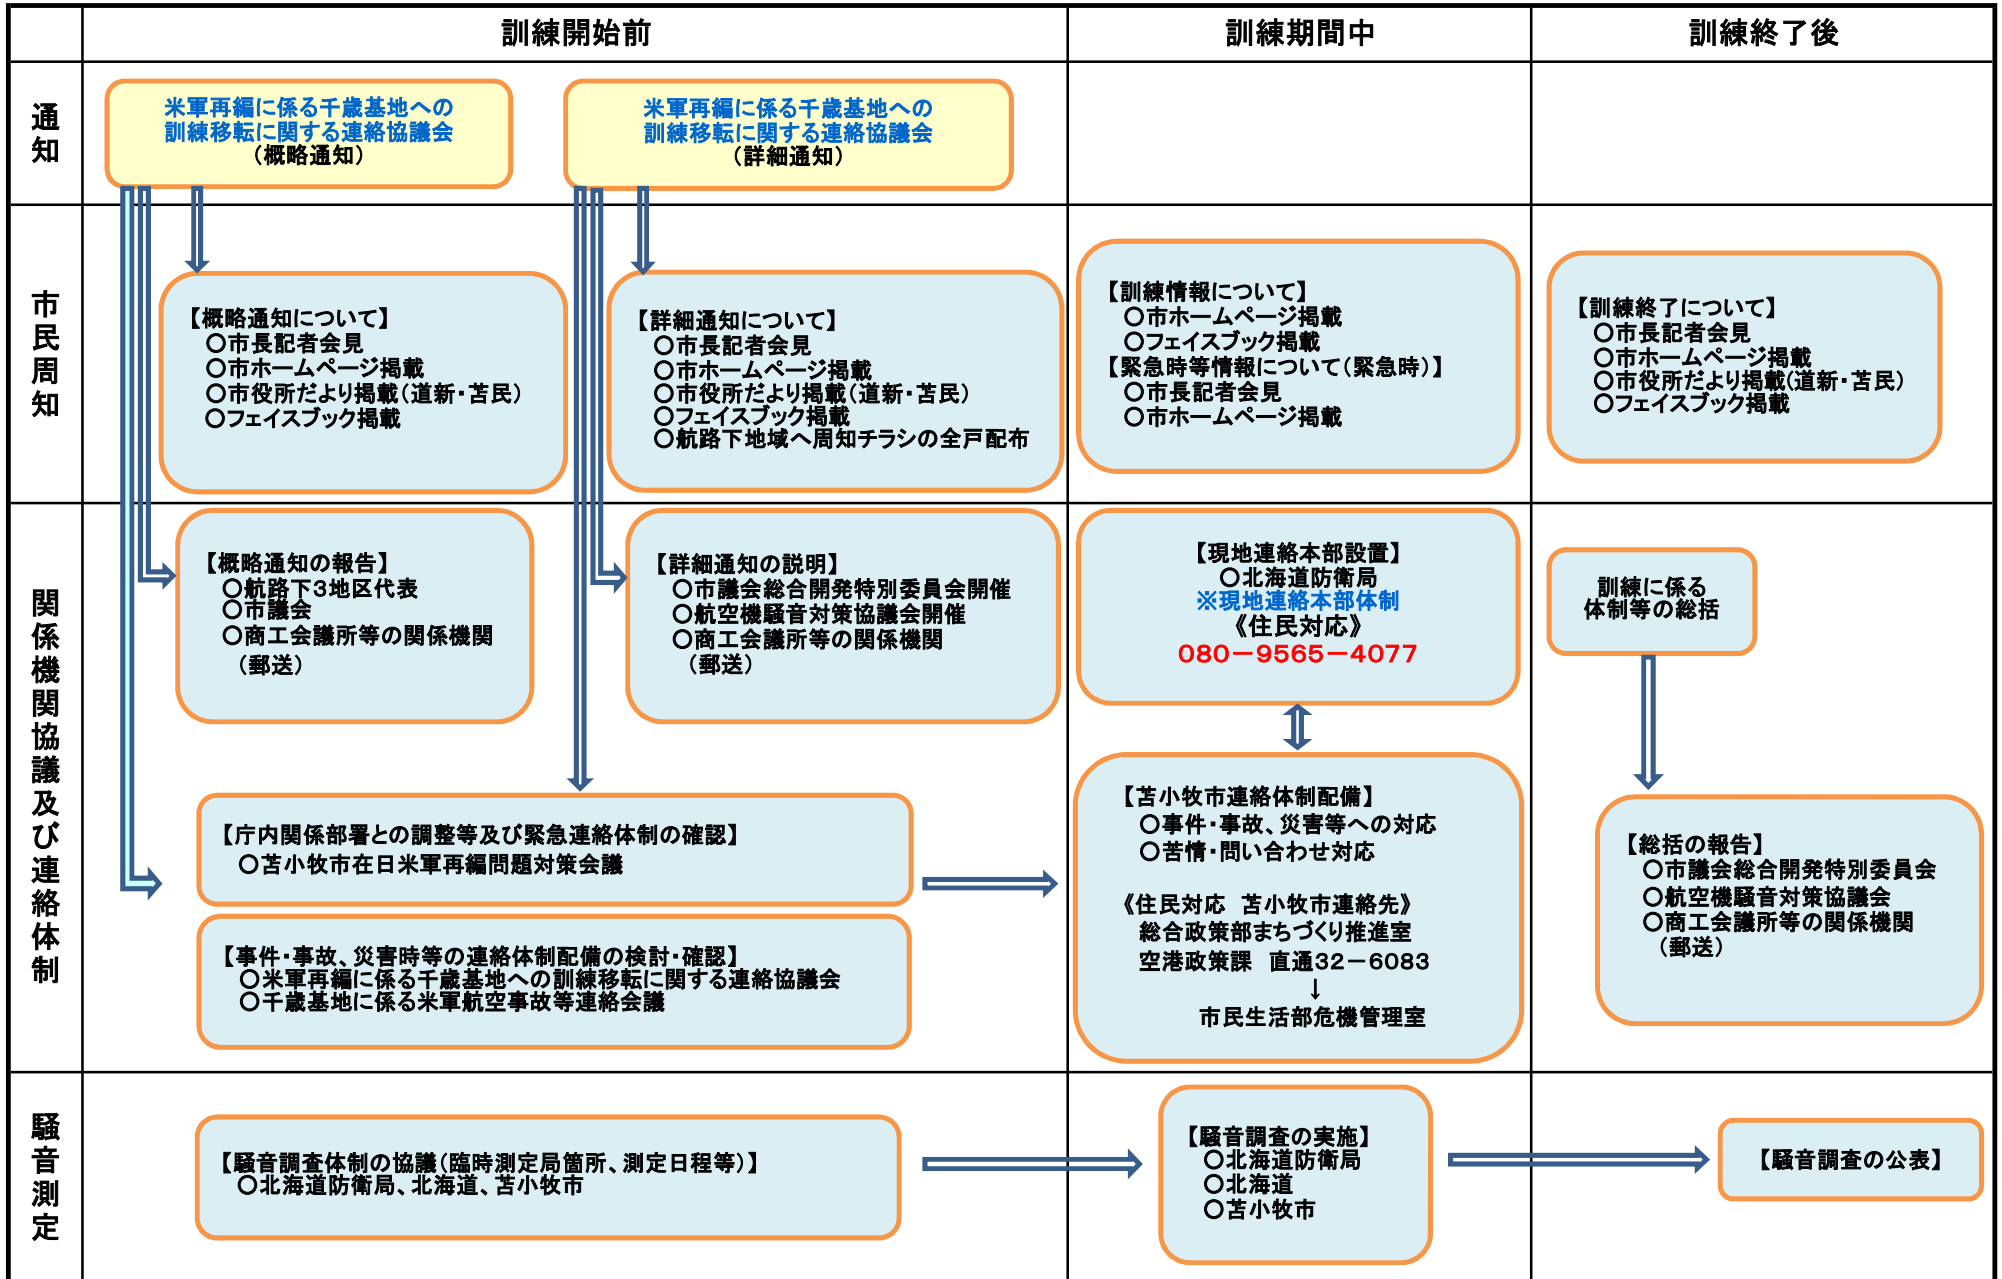 訓練開始前
訓練期間中
訓練終了後
通知
米軍再編に係る千歳基地への
訓練移転に関する連絡協議会
(概略通知)
米軍再編に係る千歳基地への
訓練移転に関する連絡協議会
(詳細通知)
市民周知
【概略通知について】
○市長記者会見
○市ホームページ掲載
○市役所だより掲載(道新・苫民)
○フェイスブック掲載
【詳細通知について】
○市長記者会見
○市ホームページ掲載
○市役所だより掲載(道新・苫民)
○フェイスブック掲載
○航路下地域へ周知チラシの全戸配布
【訓練情報について】
○市ホームページ掲載
○フェイスブック掲載
【緊急時等情報について(緊急時)】
○市長記者会見
○市ホームページ掲載
【訓練終了について】
○市長記者会見
○市ホームページ掲載
○市役所だより掲載(道新・苫民)
○フェイスブック掲載
関係機関協議及び連絡体制
【概略通知の報告】
○航路下3地区代表
○市議会
○商工会議所等の関係機関
(郵送)
【詳細通知の説明】
○市議会総合開発特別委員会開催
○航空機騒音対策協議会開催
○商工会議所等の関係機関
(郵送)
【庁内関係部署との調整等及び緊急連絡体制の確認】
○苫小牧市在日米軍再編問題対策会議
【事件・事故、災害時等の連絡体制配備の検討・確認】
○米軍再編に係る千歳基地への訓練移転に関する連絡協議会
○千歳基地に係る米軍航空事故等連絡会議
【現地連絡本部設置】
○北海道防衛局
※現地連絡本部体制
《住民対応》
080-9565-4077
【苫小牧市連絡体制配備】
○事件・事故、災害等への対応
○苦情・問い合わせ対応
《住民対応 苫小牧市連絡先》
総合政策部まちづくり推進室
空港政策課 直通32-6083
↓
市民生活部危機管理室
訓練に係る
体制等の総括
【総括の報告】
○市議会総合開発特別委員会
○航空機騒音対策協議会
○商工会議所等の関係機関
(郵送)
騒音測定
【騒音調査体制の協議(臨時測定局箇所、測定日程等)】
○北海道防衛局、北海道、苫小牧市
【騒音調査の実施】
○北海道防衛局
○北海道
○苫小牧市
【騒音調査の公表】